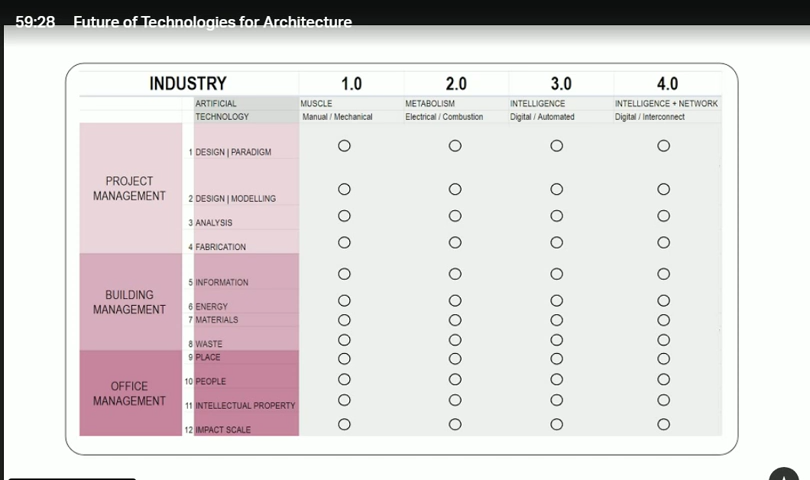 59:28 Future of Technologies for Architecture
INDUSTRY 1.0 2.0 3.0 4.0
ARTIFICIAL MUSCLE METABOLISM INTELLIGENCE INTELLIGENCE + NETWORK
TECHNOLOGY Manual / Mechanical Electrical / Combustion Digital / Automated Digital / Interconnect
PROJECT
MANAGEMENT
1 DESIGN | PARADIGM
2 DESIGN | MODELLING
3 ANALYSIS
4 FABRICATION
BUILDING
MANAGEMENT
5 INFORMATION
6 ENERGY
7 MATERIALS
8 WASTE
OFFICE
MANAGEMENT
9 PLACE
10 PEOPLE
11 INTELLECTUAL PROPERTY
12 IMPACT SCALE